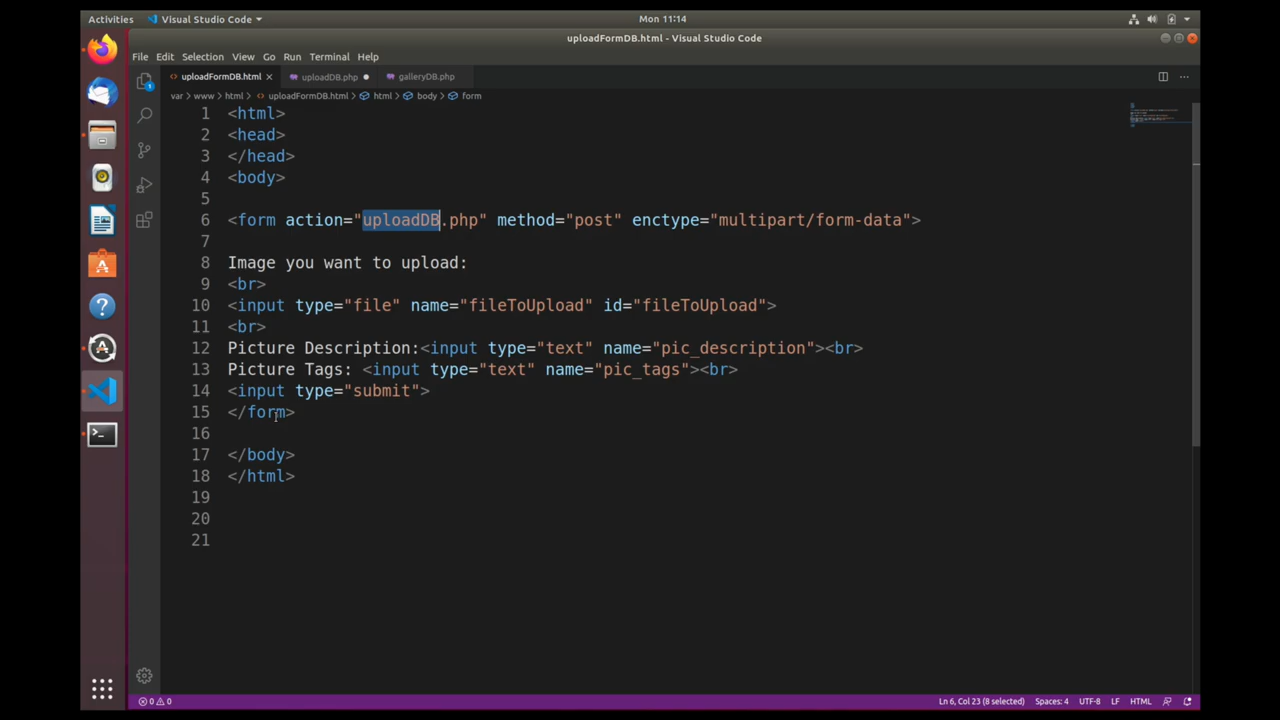 Activities Visual Studio Code Mon 11:14
uploadFormDB.html - Visual Studio Code
File Edit Selection View Go Run Terminal Help
uploadFormDB.html uploadDB.php galleryDB.php
var > www > html > uploadFormDB.html > html > body > form
1 <html>
2 <head>
3 </head>
4 <body>
5
6 <form action="uploadDB.php" method="post" enctype="multipart/form-data">
7
8 Image you want to upload:
9 <br>
10 <input type="file" name="fileToUpload" id="fileToUpload">
11 <br>
12 Picture Description:<input type="text" name="pic_description"><br>
13 Picture Tags: <input type="text" name="pic_tags"><br>
14 <input type="submit">
15 </form>
16
17 </body>
18 </html>
19
20
21
0 0 Ln 6, Col 23 (8 selected) Spaces: 4 UTF-8 LF HTML